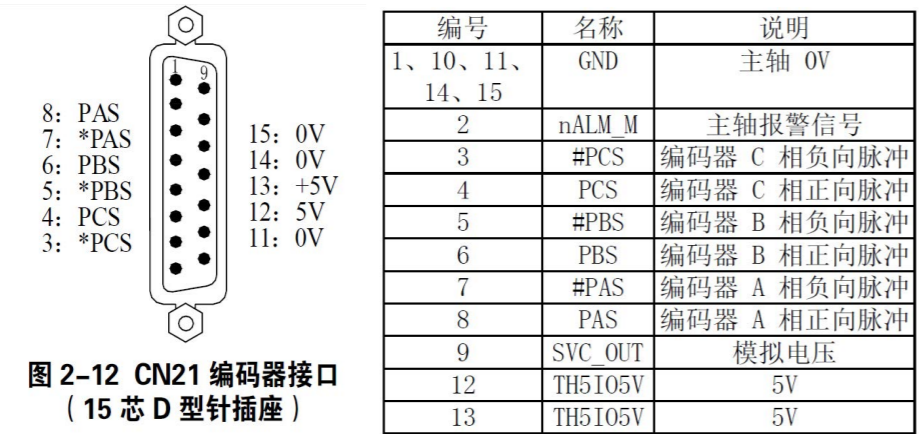 1
9
8: PAS
7: *PAS
6: PBS
5: *PBS
4: PCS
3: *PCS
15: 0V
14: 0V
13: +5V
12: 5V
11: 0V
图 2-12 CN21 编码器接口
(15 芯 D 型针插座)
编号 名称 说明
1、10、11、 GND 主轴 0V
14、15
2 nALM_M 主轴报警信号
3 #PCS 编码器 C 相负向脉冲
4 PCS 编码器 C 相正向脉冲
5 #PBS 编码器 B 相负向脉冲
6 PBS 编码器 B 相正向脉冲
7 #PAS 编码器 A 相负向脉冲
8 PAS 编码器 A 相正向脉冲
9 SVC_OUT 模拟电压
12 TH5IO5V 5V
13 TH5IO5V 5V